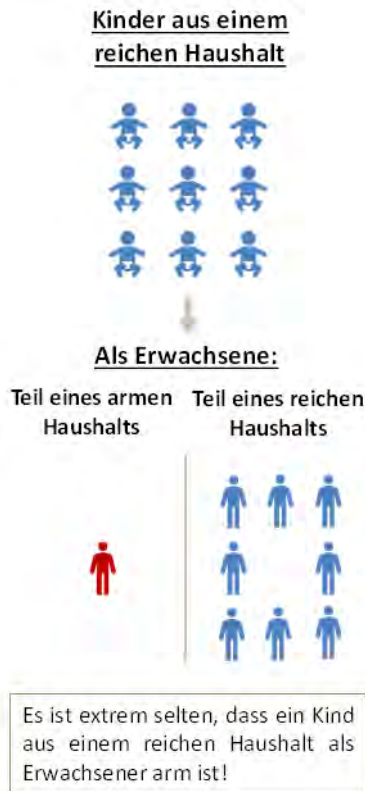 Kinder aus einem
reichen Haushalt
Als Erwachsene:
Teil eines armen
Haushalts
Teil eines reichen
Haushalts
Es ist extrem selten, dass ein Kind
aus einem reichen Haushalt als
Erwachsener arm ist!